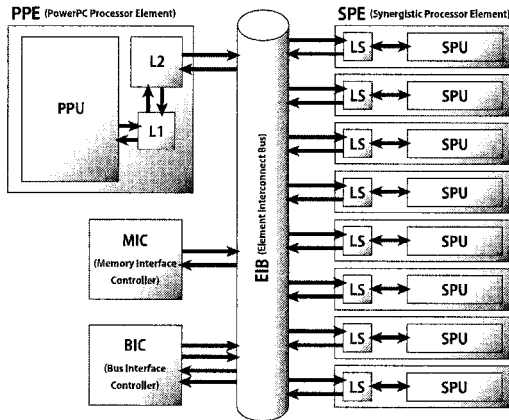 PPE (PowerPC Processor Element)
PPU
L2
L1
MIC
(Memory Interface
Controller)
BIC
(Bus Interface
Controller)
EIB (Element Interconnect Bus)
SPE (Synergistic Processor Element)
LS SPU
LS SPU
LS SPU
LS SPU
LS SPU
LS SPU
LS SPU
LS SPU